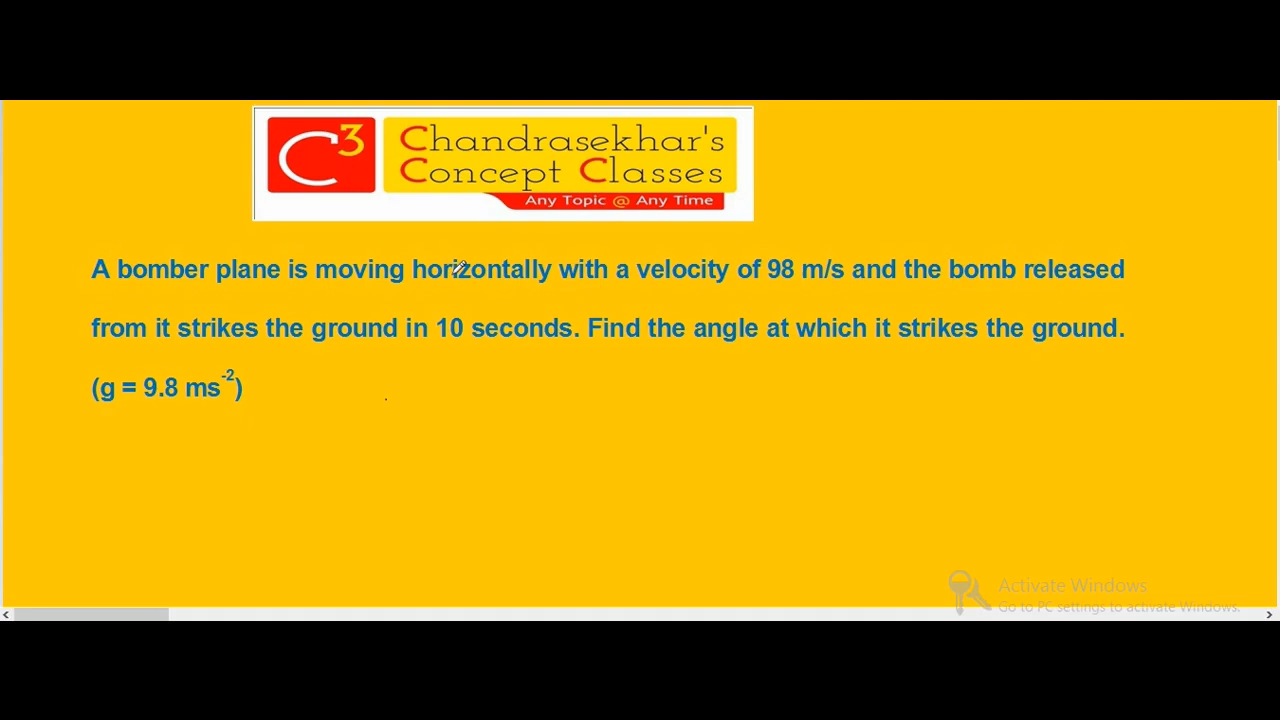 C3
Chandrasekhar's
Concept Classes
Any Topic @ Any Time
A bomber plane is moving horizontally with a velocity of 98 m/s and the bomb released
from it strikes the ground in 10 seconds. Find the angle at which it strikes the ground.
(g = 9.8 ms⁻²)
Activate Windows
Go to PC settings to activate Windows.